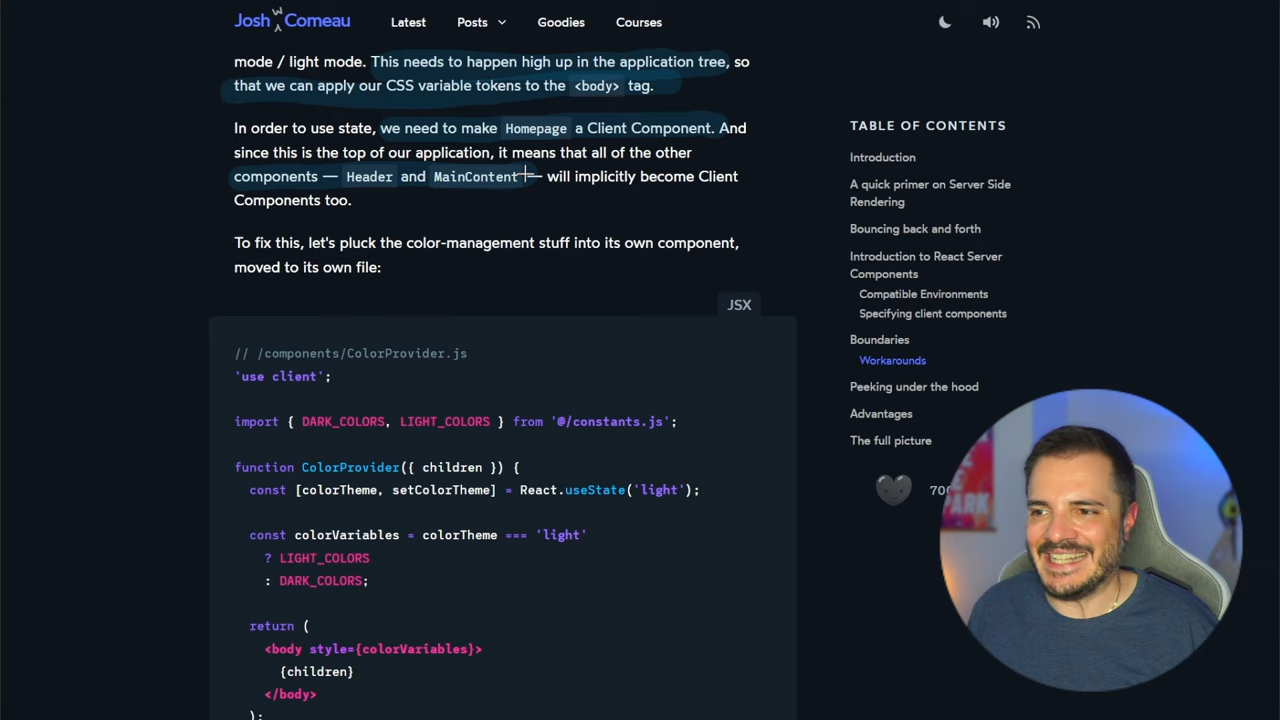 Josh W Comeau
Latest
Posts
Goodies
Courses
mode / light mode. This needs to happen high up in the application tree, so
that we can apply our CSS variable tokens to the <body> tag.
In order to use state, we need to make Homepage a Client Component. And
since this is the top of our application, it means that all of the other
components — Header and MainContent — will implicitly become Client
Components too.
To fix this, let's pluck the color-management stuff into its own component,
moved to its own file:
JSX
// /components/ColorProvider.js
'use client';
import { DARK_COLORS, LIGHT_COLORS } from '@/constants.js';
function ColorProvider({ children }) {
const [colorTheme, setColorTheme] = React.useState('light');
const colorVariables = colorTheme === 'light'
? LIGHT_COLORS
: DARK_COLORS;
return (
<body style={colorVariables}>
{children}
</body>
);
TABLE OF CONTENTS
Introduction
A quick primer on Server Side
Rendering
Bouncing back and forth
Introduction to React Server
Components
Compatible Environments
Specifying client components
Boundaries
Workarounds
Peeking under the hood
Advantages
The full picture